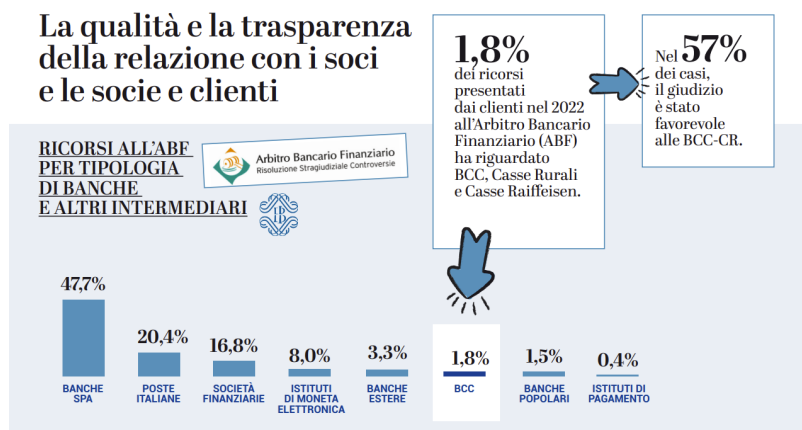 La qualità e la trasparenza
della relazione con i soci
e le socie e clienti
1,8%
dei ricorsi
presentati
dai clienti nel 2022
all'Arbitro Bancario
Finanziario (ABF)
ha riguardato
BCC, Casse Rurali
e Casse Raiffeisen.
Nel 57%
dei casi,
il giudizio
è stato
favorevole
alle BCC-CR.
RICORSI ALL'ABF
PER TIPOLOGIA
DI BANCHE
E ALTRI INTERMEDIARI
Arbitro Bancario Finanziario
Risoluzione Stragiudiziale Controversie
47,7%
20,4%
16,8%
8,0%
3,3%
1,8%
1,5%
0,4%
BANCHE
SPA
POSTE
ITALIANE
SOCIETÀ
FINANZIARIE
ISTITUTI
DI MONETA
ELETTRONICA
BANCHE
ESTERE
BCC
BANCHE
POPOLARI
ISTITUTI DI
PAGAMENTO